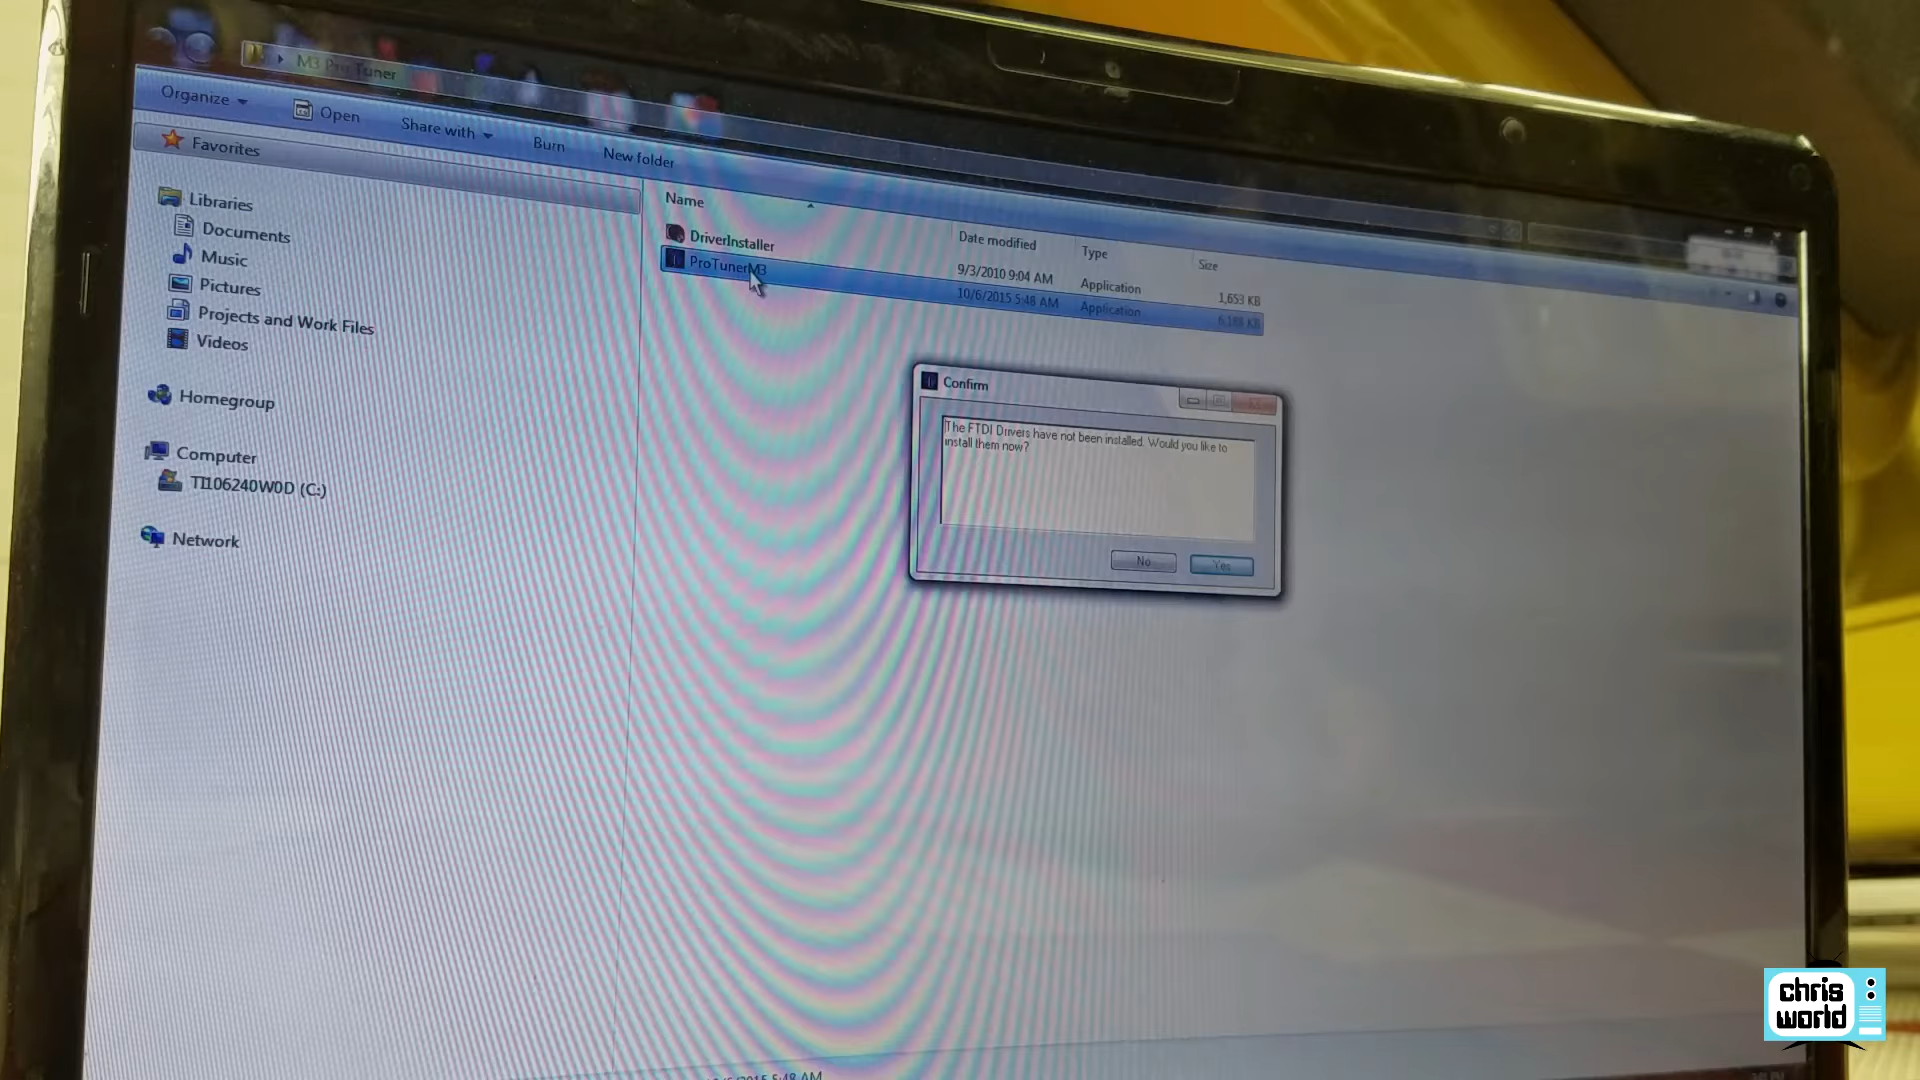 M3 Pro Tuner
Organize
Open
Share with
Burn
New folder
Favorites
Libraries
Documents
Music
Pictures
Projects and Work Files
Videos
Homegroup
Computer
TI106240W0D (C:)
Network
Name
Date modified
Type
Size
DriverInstaller
9/3/2010 9:04 AM
Application
1,653 KB
ProTunerM3
10/6/2015 5:48 AM
Application
6,188 KB
Confirm
The FTDI Drivers have not been installed. Would you like to
install them now?
No
Yes
chris
world